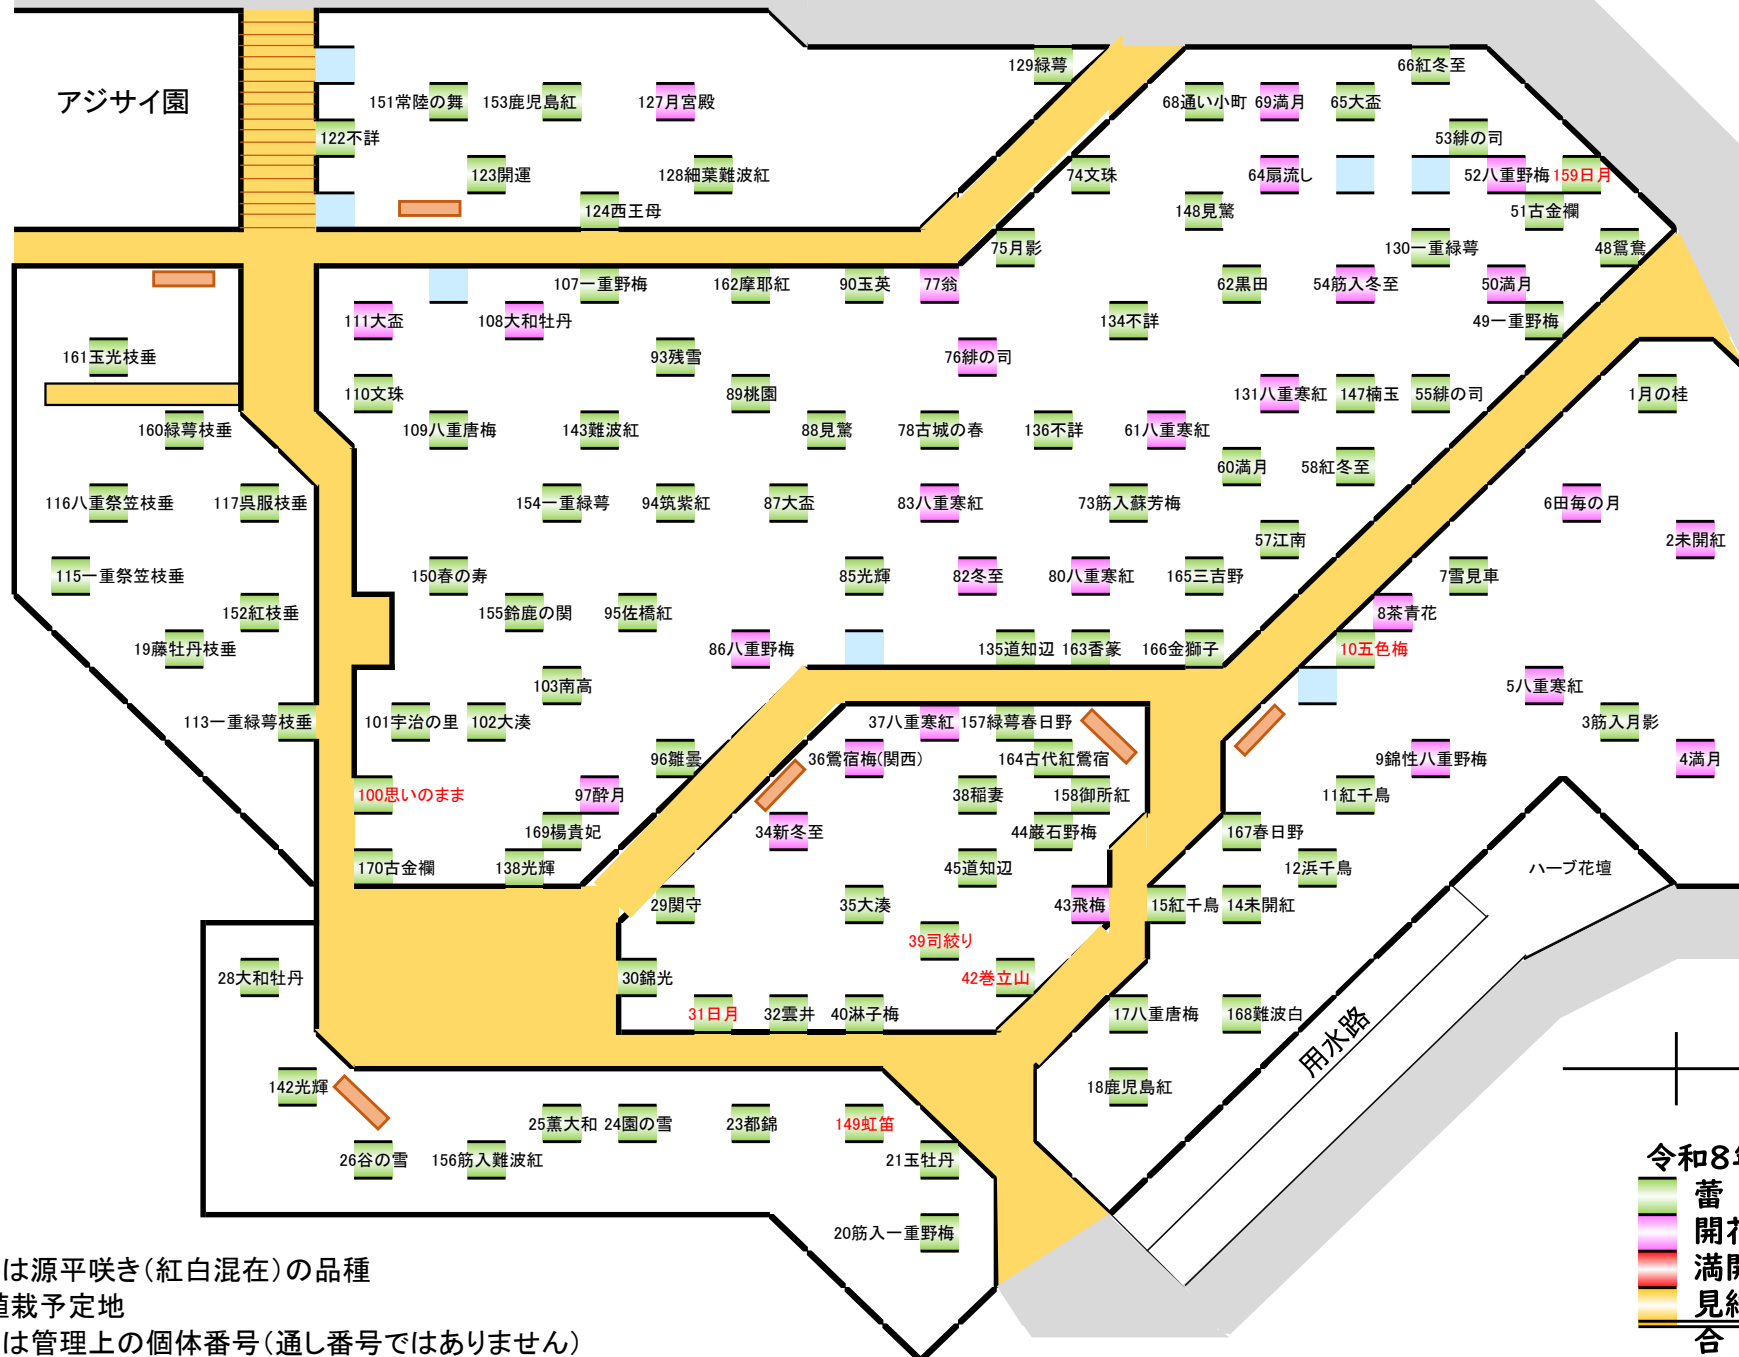 129緑萼
66紅冬至
アジサイ園
151常陸の舞
153鹿児島紅
127月宮殿
68通い小町
69満月
65大盃
122不詳
53緋の司
123開運
128細葉難波紅
74文珠
64扇流し
52八重野梅
159日月
124西王母
148見驚
51古金襴
75月影
130一重緑萼
48鴛鴦
107一重野梅
162摩耶紅
90玉英
77翁
62黒田
54筋入冬至
50満月
111大盃
108大和牡丹
134不詳
49一重野梅
161玉光枝垂
93残雪
76緋の司
110文珠
89桃園
131八重寒紅
147楠玉
55緋の司
1月の桂
160緑萼枝垂
109八重唐梅
143難波紅
88見驚
78古城の春
136不詳
61八重寒紅
60満月
58紅冬至
116八重祭笠枝垂
117呉服枝垂
154一重緑萼
94筑紫紅
87大盃
83八重寒紅
73筋入蘇芳梅
6田毎の月
57江南
2未開紅
115一重祭笠枝垂
150春の寿
85光輝
82冬至
80八重寒紅
165三吉野
7雪見車
152紅枝垂
155鈴鹿の関
95佐橋紅
8茶青花
19藤牡丹枝垂
86八重野梅
135道知辺
163香篆
166金獅子
10五色梅
103南高
5八重寒紅
113一重緑萼枝垂
101宇治の里
102大湊
37八重寒紅
157緑萼春日野
3筋入月影
96雛曇
36鶯宿梅(関西)
164古代紅鶯宿
9錦性八重野梅
4満月
100思いのまま
97酔月
38稲妻
158御所紅
11紅千鳥
169楊貴妃
34新冬至
44巌石野梅
167春日野
170古金襴
138光輝
45道知辺
12浜千鳥
ハーブ花壇
29関守
35大湊
43飛梅
15紅千鳥
14未開紅
39司絞り
28大和牡丹
30錦光
42巻立山
31日月
32雲井
40淋子梅
17八重唐梅
168難波白
用水路
142光輝
18鹿児島紅
25薫大和
24園の雪
23都錦
149虹笛
26谷の雪
156筋入難波紅
21玉牡丹
令和8年
蕾
20筋入一重野梅
開花
は源平咲き(紅白混在)の品種
満開
植栽予定地
見
は管理上の個体番号(通し番号ではありません)
合